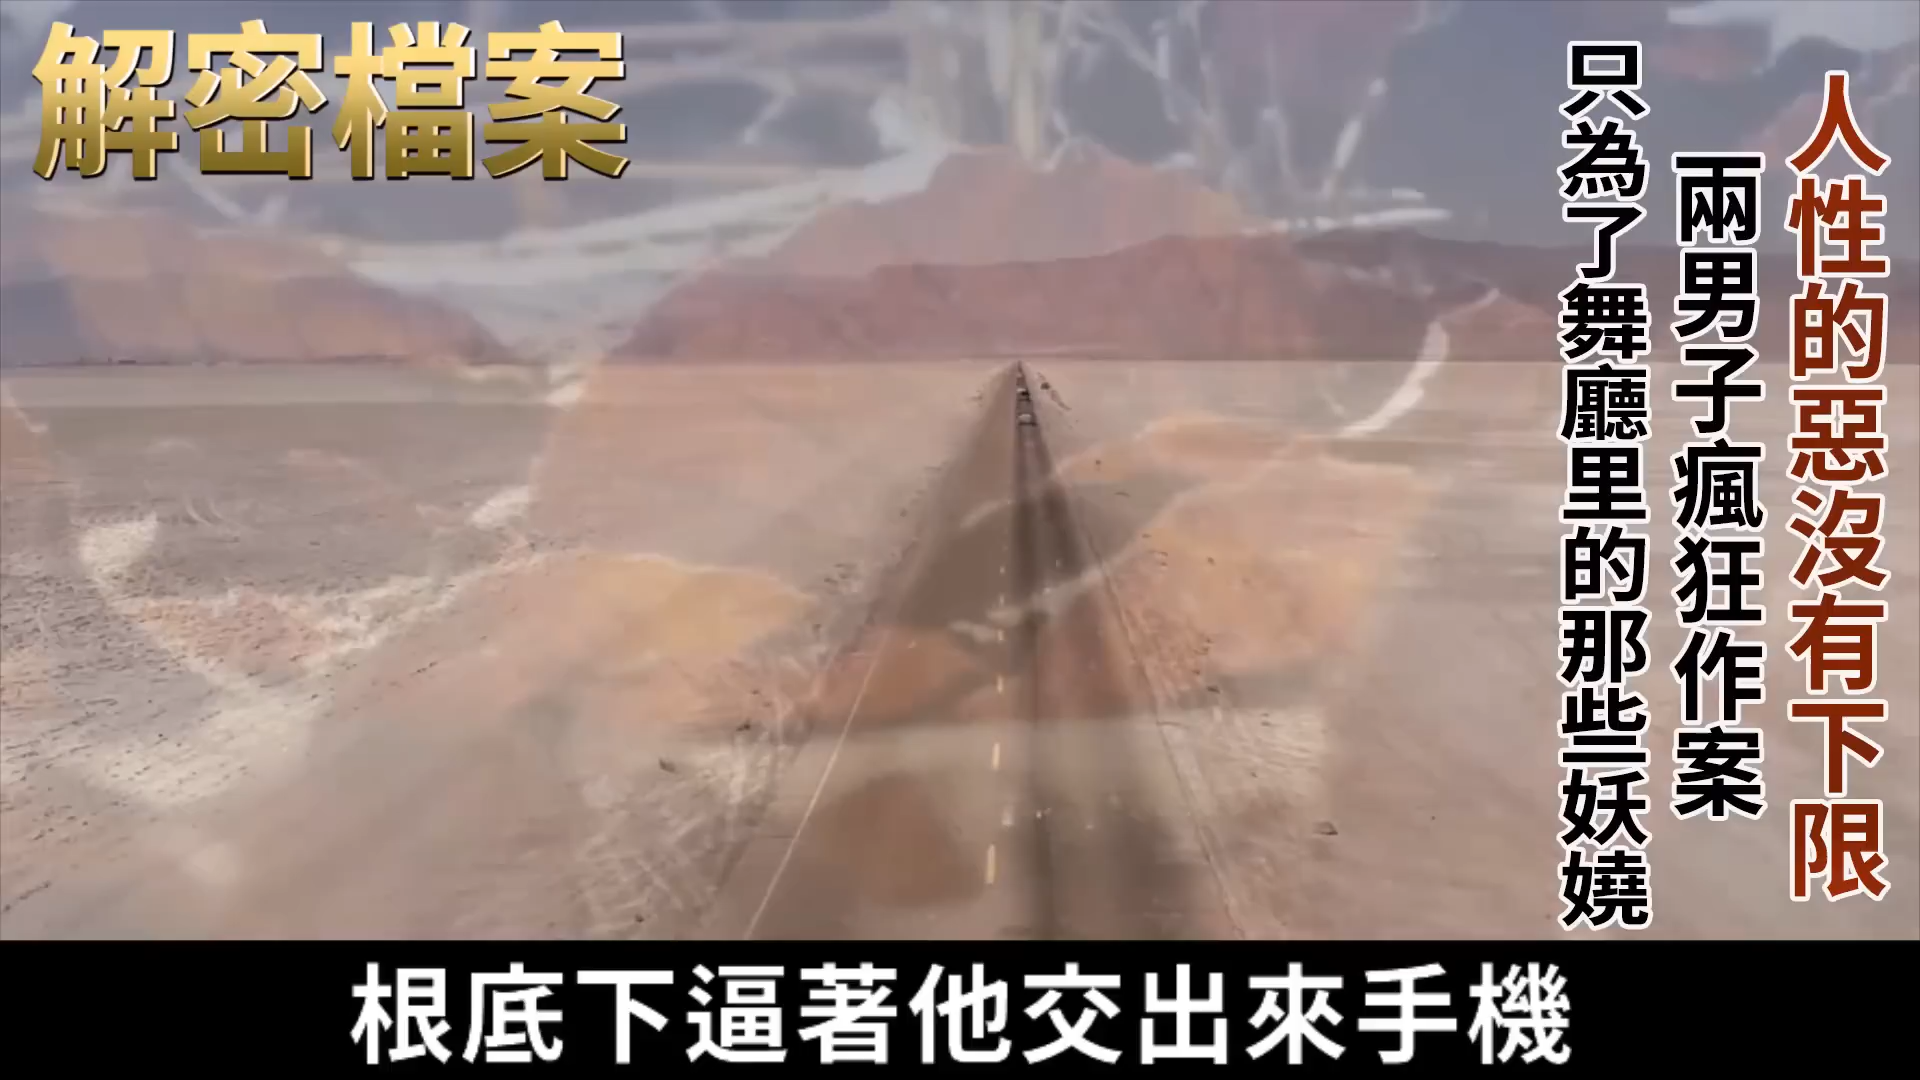 解密檔案
人性的惡沒有下限
兩男子瘋狂作案
只為了舞廳里的那些妖嬈
根底下逼著他交出來手機